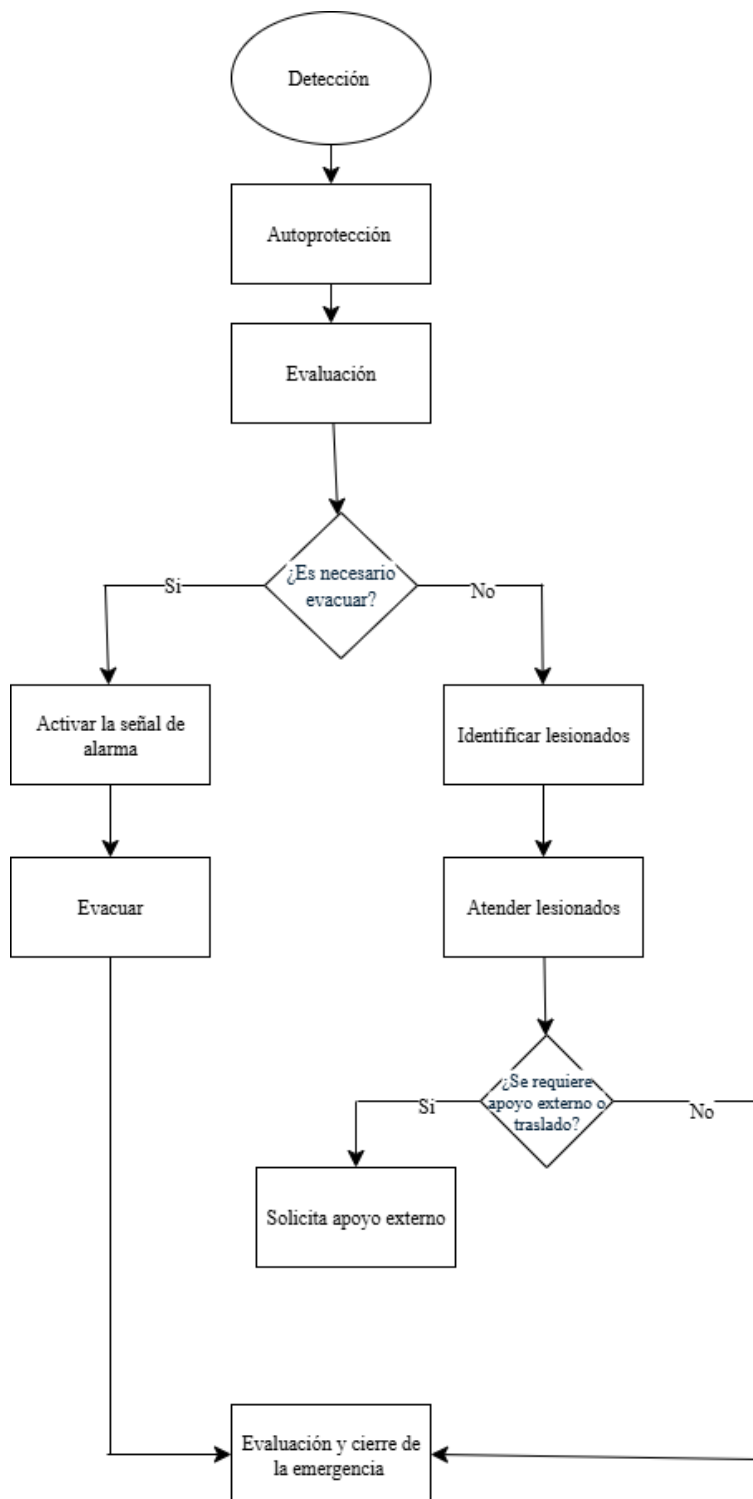 Detección
Autoprotección
Evaluación
¿Es necesario
evacuar?
Si
No
Activar la señal de
alarma
Identificar lesionados
Evacuar
Atender lesionados
¿Se requiere
apoyo externo o
traslado?
Si
No
Solicita apoyo externo
Evaluación y cierre de
la emergencia